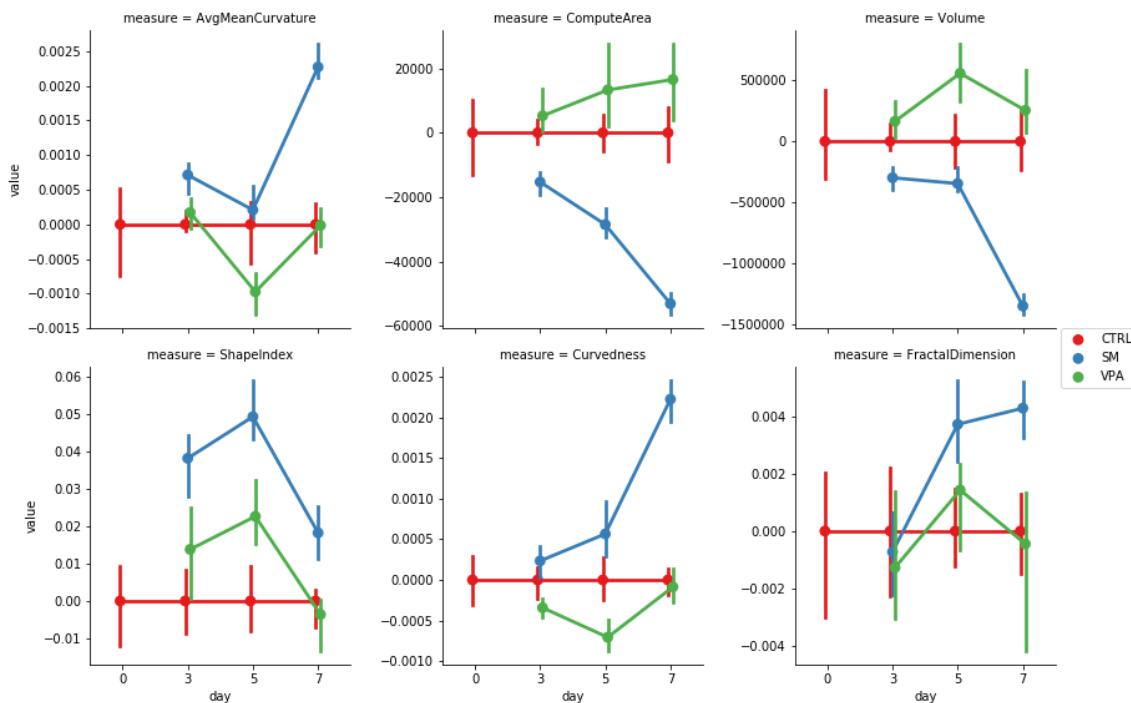 measure = AvgMeanCurvature
measure = ComputeArea
measure = Volume
value
0.0025
0.0020
0.0015
0.0010
0.0005
0.0000
−0.0005
−0.0010
−0.0015
20000
0
−20000
−40000
−60000
500000
0
−500000
−1000000
−1500000
CTRL
SM
VPA
measure = ShapeIndex
measure = Curvedness
measure = FractalDimension
value
0.06
0.05
0.04
0.03
0.02
0.01
0.00
−0.01
0 3 5 7
day
0.0025
0.0020
0.0015
0.0010
0.0005
0.0000
−0.0005
−0.0010
0 3 5 7
day
0.004
0.002
0.000
−0.002
−0.004
0 3 5 7
day